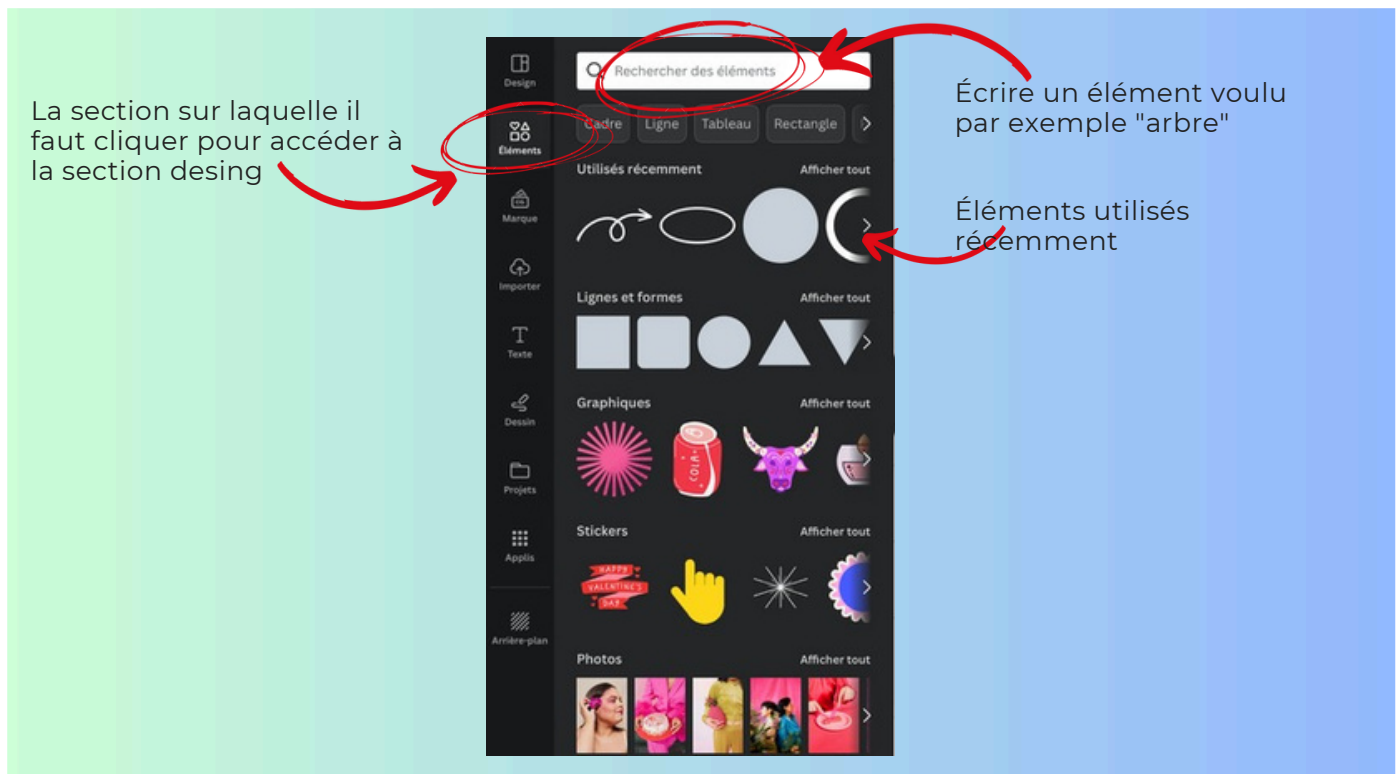 La section sur laquelle il
faut cliquer pour accéder à
la section desing
Design
Éléments
Marque
Importer
Texte
Dessin
Projets
Applis
Arrière-plan
Rechercher des éléments
Cadre Ligne Tableau Rectangle
Utilisés récemment Afficher tout
Lignes et formes Afficher tout
Graphiques Afficher tout
COLA
Stickers Afficher tout
HAPPY
VALENTINE'S
DAY
Photos Afficher tout
Écrire un élément voulu
par exemple "arbre"
Éléments utilisés
récemment